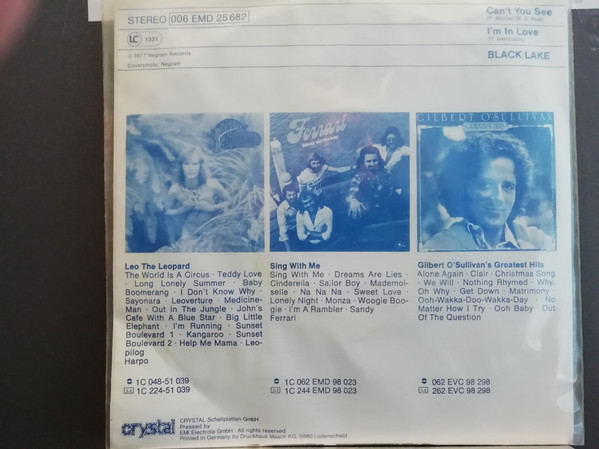 STEREO 006 EMD 25682
LC 1331
℗ 1977 Negram Records
Coverphoto: Negram
Can't You See
I'm In Love
BLACK LAKE
Ferrari
GILBERT O'SULLIVAN
Leo The Leopard
The World Is A Circus · Teddy Love
· Long Lonely Summer · Baby
Boomerang · I Don't Know Why ·
Sayonara · Leoverture · Medicine-
Man · Out In The Jungle · John's
Cafe With A Blue Star · Big Little
Elephant · I'm Running · Sunset
Boulevard 1 · Kangaroo · Sunset
Boulevard 2 · Help Me Mama · Leo-
pilog
Harpo
1C 048-51 039
1C 224-51 039
Sing With Me
Sing With Me · Dreams Are Lies ·
Cinderella · Sailor Boy · Mademoi-
selle · Na Na Na · Sweet Love ·
Lonely Night · Monza · Woogie Boo-
gie · I'm A Rambler · Sandy
Ferrari
1C 062 EMD 98 023
1C 244 EMD 98 023
Gilbert O'Sullivan's Greatest Hits
Alone Again · Clair · Christmas Song
· We Will · Nothing Rhymed · Why,
Oh Why · Get Down · Matrimony ·
Ooh-Wakka-Doo-Wakka-Day · No
Matter How I Try · Ooh Baby · Out
Of The Question
062 EVC 98 298
262 EVC 98 298
crystal
CRYSTAL Schallplatten GmbH
Pressed by
EMI Electrola GmbH · All rights reserved
Printed in Germany by Druckhaus Maack KG, 5880 Lüdenscheid